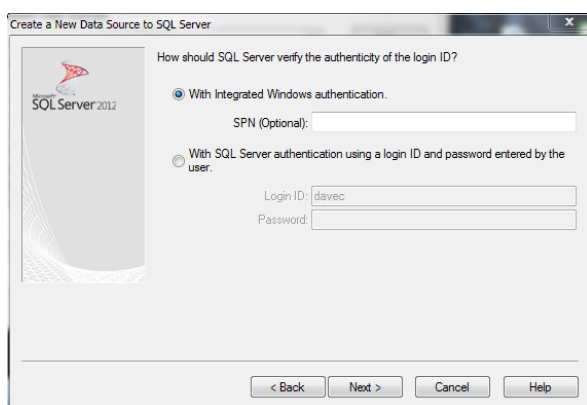 Create a New Data Source to SQL Server
x
How should SQL Server verify the authenticity of the login ID?
Microsoft®
SQL Server 2012
With Integrated Windows authentication.
SPN (Optional):
With SQL Server authentication using a login ID and password entered by the
user.
Login ID: davec
Password:
< Back Next > Cancel Help